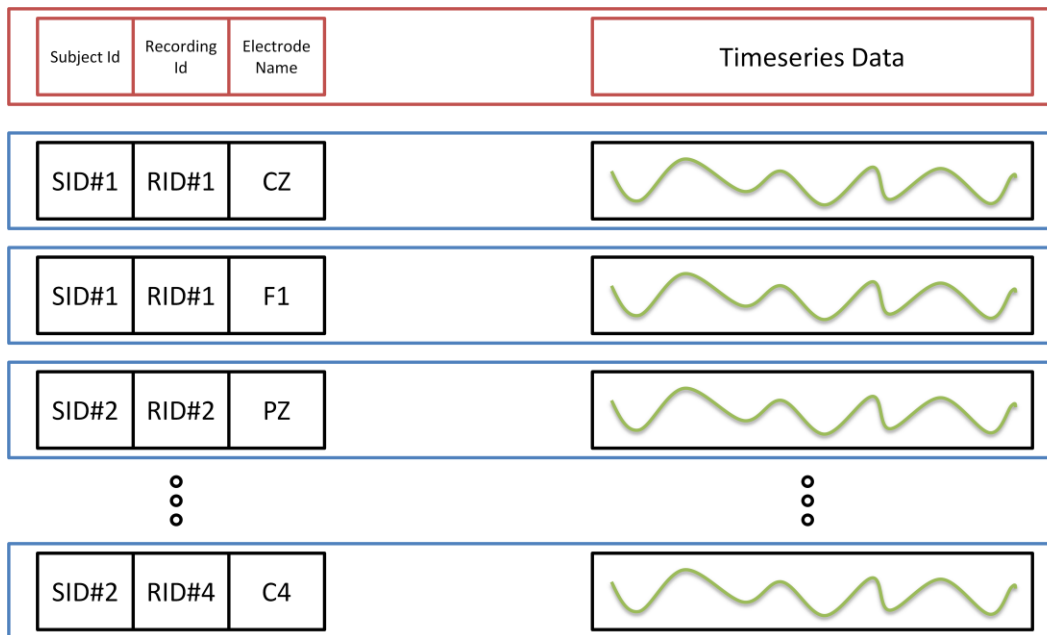 Subject Id
Recording
Id
Electrode
Name
Timeseries Data
SID#1 RID#1 CZ
SID#1 RID#1 F1
SID#2 RID#2 PZ
SID#2 RID#4 C4